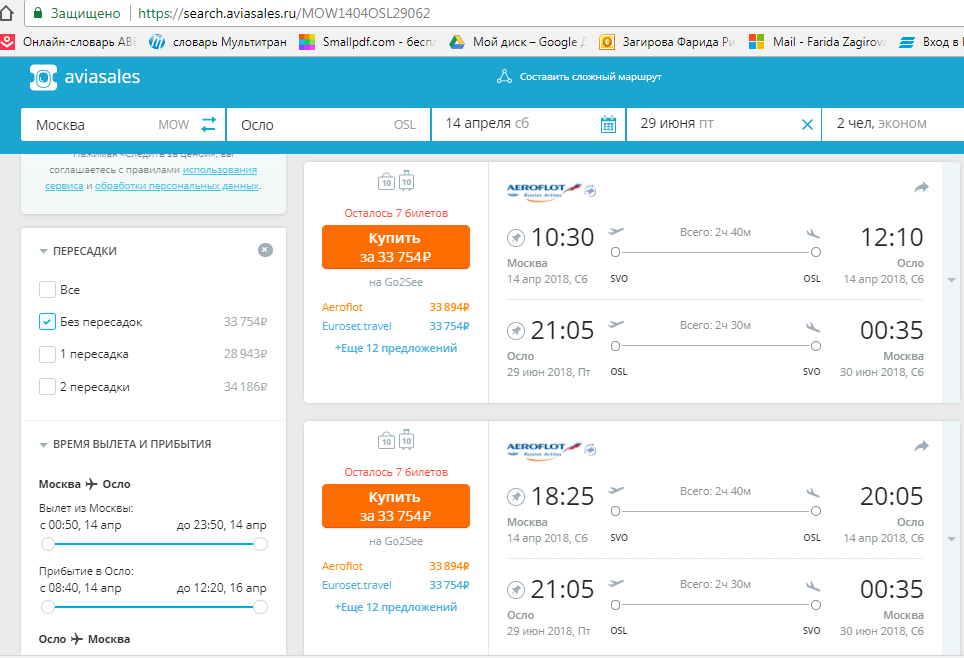 Защищено https://search.aviasales.ru/MOW1404OSL29062
Онлайн-словарь AB словарь Мультитран Smallpdf.com - бесп Мой диск – Google Загирова Фарида Ри Mail - Farida Zagirova Вход в
aviasales
Составить сложный маршрут
Москва MOW
Осло OSL
14 апреля сб
29 июня пт
2 чел, эконом
Нажимая «Следить за ценой», вы
соглашаетесь с правилами использования
сервиса и обработки персональных данных.
ПЕРЕСАДКИ
Все
Без пересадок 33 754₽
1 пересадка 28 943₽
2 пересадки 34 186₽
ВРЕМЯ ВЫЛЕТА И ПРИБЫТИЯ
Москва Осло
Вылет из Москвы:
с 00:50, 14 апр до 23:50, 14 апр
Прибытие в Осло:
с 08:40, 14 апр до 12:20, 16 апр
Осло Москва
10 10
Осталось 7 билетов
Купить
за 33 754₽
на Go2See
Aeroflot 33 894₽
Euroset.travel 33 754₽
+Еще 12 предложений
AEROFLOT
Russian Airlines
10:30 Всего: 2ч 40м 12:10
Москва Осло
14 апр 2018, Сб SVO OSL 14 апр 2018, Сб
21:05 Всего: 2ч 30м 00:35
Осло Москва
29 июн 2018, Пт OSL SVO 30 июн 2018, Сб
10 10
Осталось 7 билетов
Купить
за 33 754₽
на Go2See
Aeroflot 33 894₽
Euroset.travel 33 754₽
+Еще 12 предложений
AEROFLOT
Russian Airlines
18:25 Всего: 2ч 40м 20:05
Москва Осло
14 апр 2018, Сб SVO OSL 14 апр 2018, Сб
21:05 Всего: 2ч 30м 00:35
Осло Москва
29 июн 2018, Пт OSL SVO 30 июн 2018, Сб